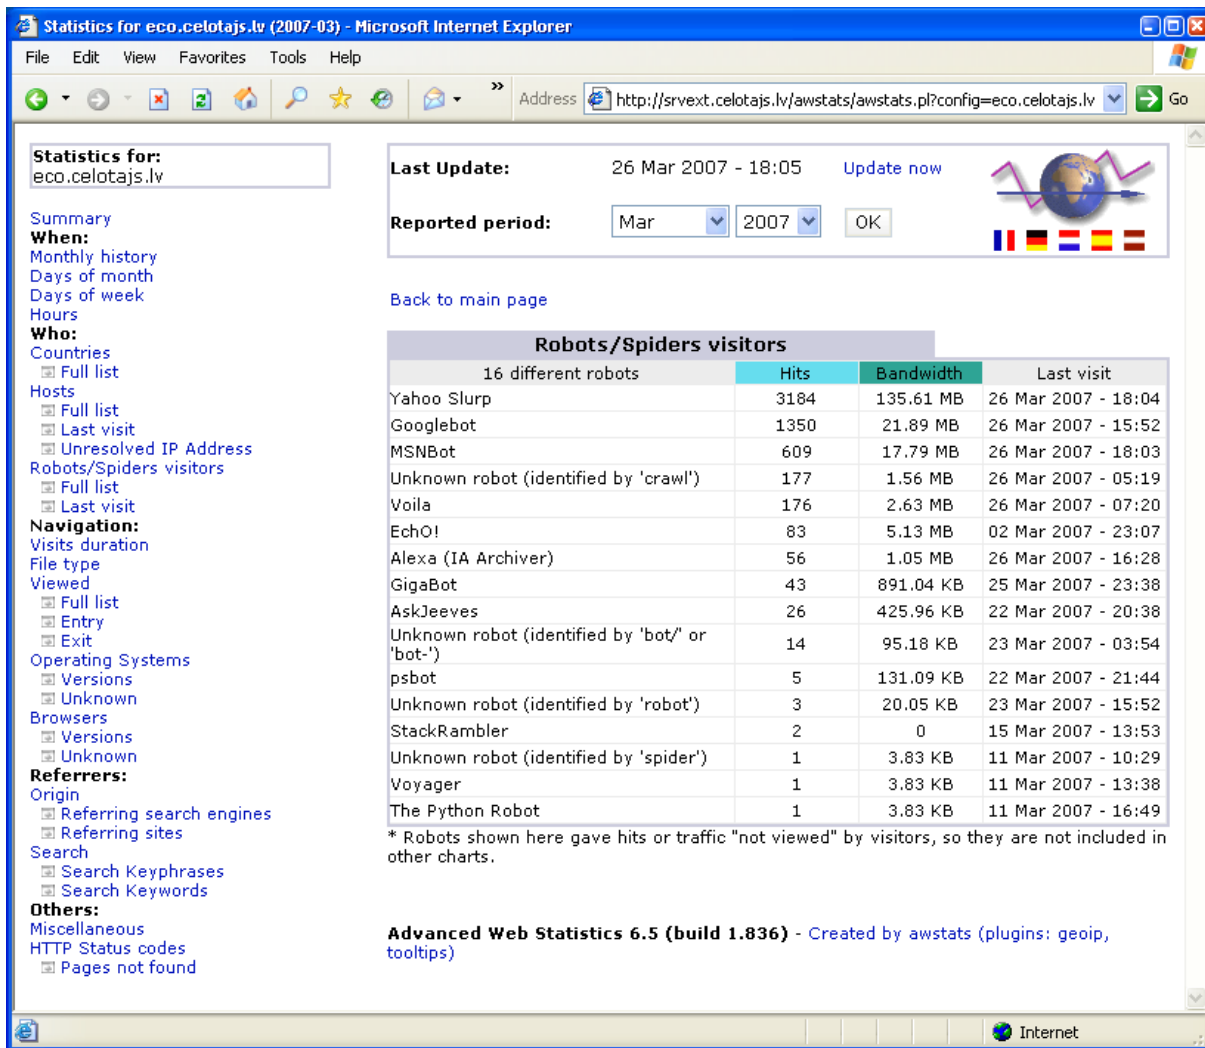 Statistics for eco.celotajs.lv (2007-03) - Microsoft Internet Explorer
File Edit View Favorites Tools Help
» Address http://srvext.celotajs.lv/awstats/awstats.pl?config=eco.celotajs.lv Go
Statistics for:
eco.celotajs.lv
Summary
When:
Monthly history
Days of month
Days of week
Hours
Who:
Countries
Full list
Hosts
Full list
Last visit
Unresolved IP Address
Robots/Spiders visitors
Full list
Last visit
Navigation:
Visits duration
File type
Viewed
Full list
Entry
Exit
Operating Systems
Versions
Unknown
Browsers
Versions
Unknown
Referrers:
Origin
Referring search engines
Referring sites
Search
Search Keyphrases
Search Keywords
Others:
Miscellaneous
HTTP Status codes
Pages not found
Last Update: 26 Mar 2007 - 18:05 Update now
Reported period: Mar 2007 OK
Back to main page
Robots/Spiders visitors
16 different robots Hits Bandwidth Last visit
Yahoo Slurp 3184 135.61 MB 26 Mar 2007 - 18:04
Googlebot 1350 21.89 MB 26 Mar 2007 - 15:52
MSNBot 609 17.79 MB 26 Mar 2007 - 18:03
Unknown robot (identified by 'crawl') 177 1.56 MB 26 Mar 2007 - 05:19
Voila 176 2.63 MB 26 Mar 2007 - 07:20
EchO! 83 5.13 MB 02 Mar 2007 - 23:07
Alexa (IA Archiver) 56 1.05 MB 26 Mar 2007 - 16:28
GigaBot 43 891.04 KB 25 Mar 2007 - 23:38
AskJeeves 26 425.96 KB 22 Mar 2007 - 20:38
Unknown robot (identified by 'bot/' or
'bot-') 14 95.18 KB 23 Mar 2007 - 03:54
psbot 5 131.09 KB 22 Mar 2007 - 21:44
Unknown robot (identified by 'robot') 3 20.05 KB 23 Mar 2007 - 15:52
StackRambler 2 0 15 Mar 2007 - 13:53
Unknown robot (identified by 'spider') 1 3.83 KB 11 Mar 2007 - 10:29
Voyager 1 3.83 KB 11 Mar 2007 - 13:38
The Python Robot 1 3.83 KB 11 Mar 2007 - 16:49
* Robots shown here gave hits or traffic "not viewed" by visitors, so they are not included in
other charts.
Advanced Web Statistics 6.5 (build 1.836) - Created by awstats (plugins: geoip,
tooltips)
Internet